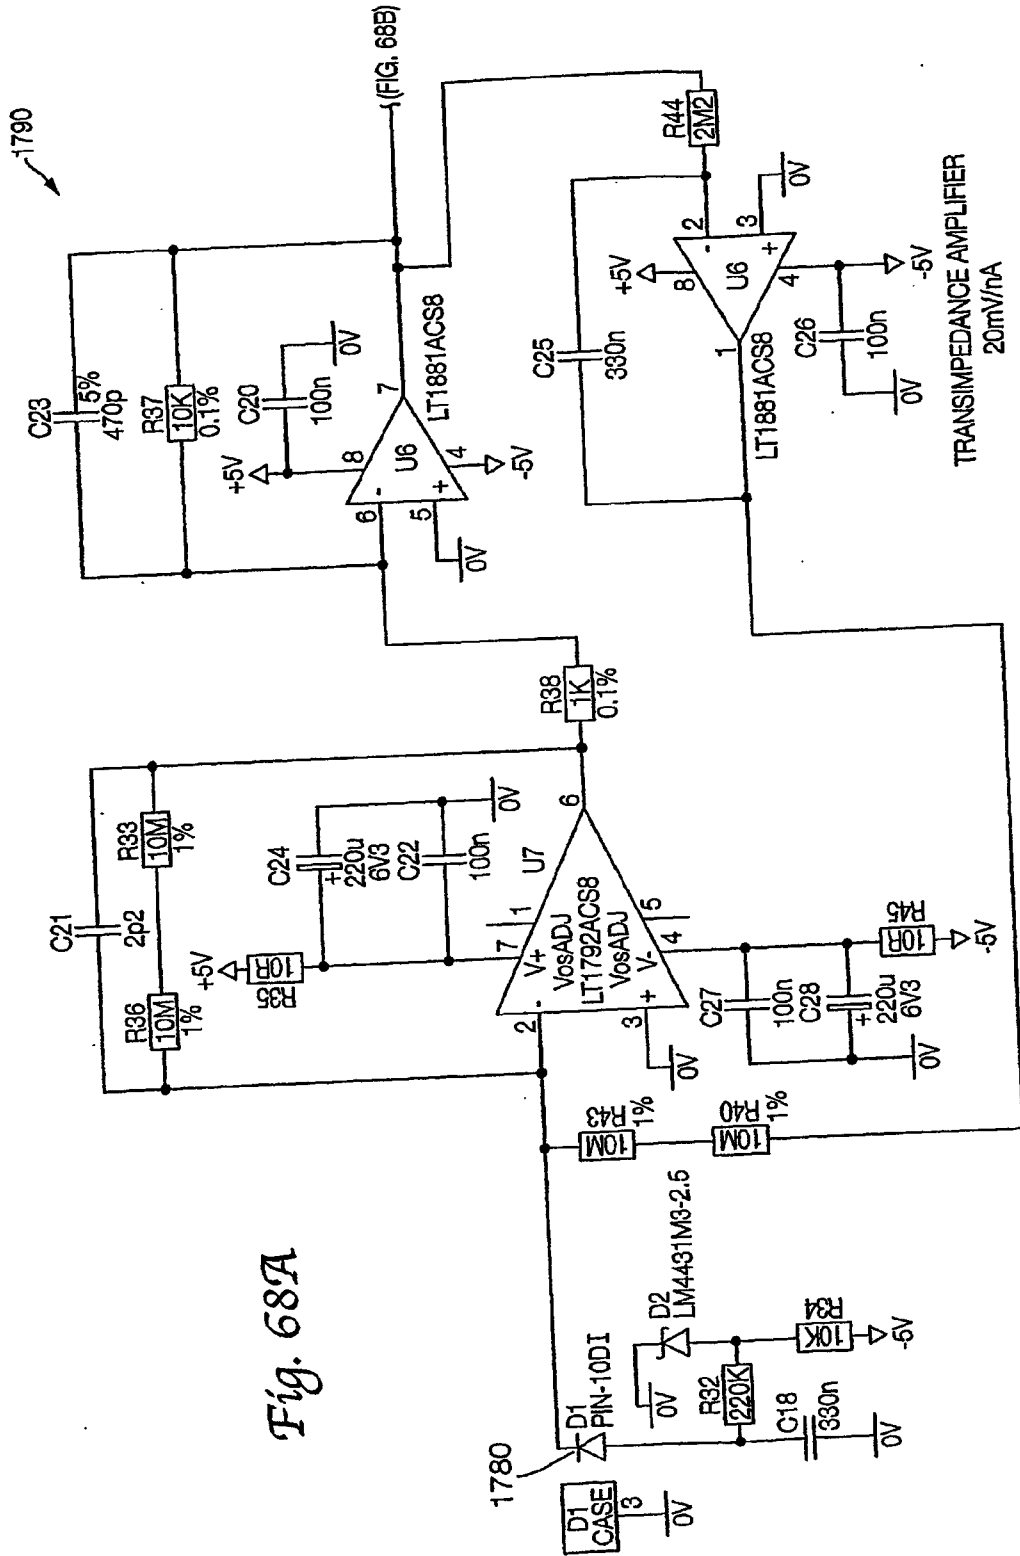 Fig. 68A
1790
(FIG. 68B)
C23
5%
470p
R37
10K
0.1%
+5V
C20
100n
0V
6
-
5
+
8
U6
4
7
LT1881ACS8
-5V
0V
R44
2M2
C25
330n
+5V
8
2
-
U6
3
+
0V
4
1
LT1881ACS8
C26
100n
0V
-5V
TRANSIMPEDANCE AMPLIFIER
20mV/nA
R38
1K
0.1%
C21
2p2
R33
10M
1%
R36
10M
1%
+5V
R35
10R
C24
+
220u
6V3
C22
100n
0V
2
-
3
+
0V
7
V+
1
VosADJ
LT1792ACS8
VosADJ
V-
4
5
6
U7
C27
100n
C28
+
220u
6V3
0V
R45
10R
-5V
R43
10M
1%
R40
10M
1%
1780
D1
PIN-10DI
D1
CASE
3
0V
D2
LM4431M3-2.5
0V
R32
220K
R34
10K
-5V
C18
330n
0V